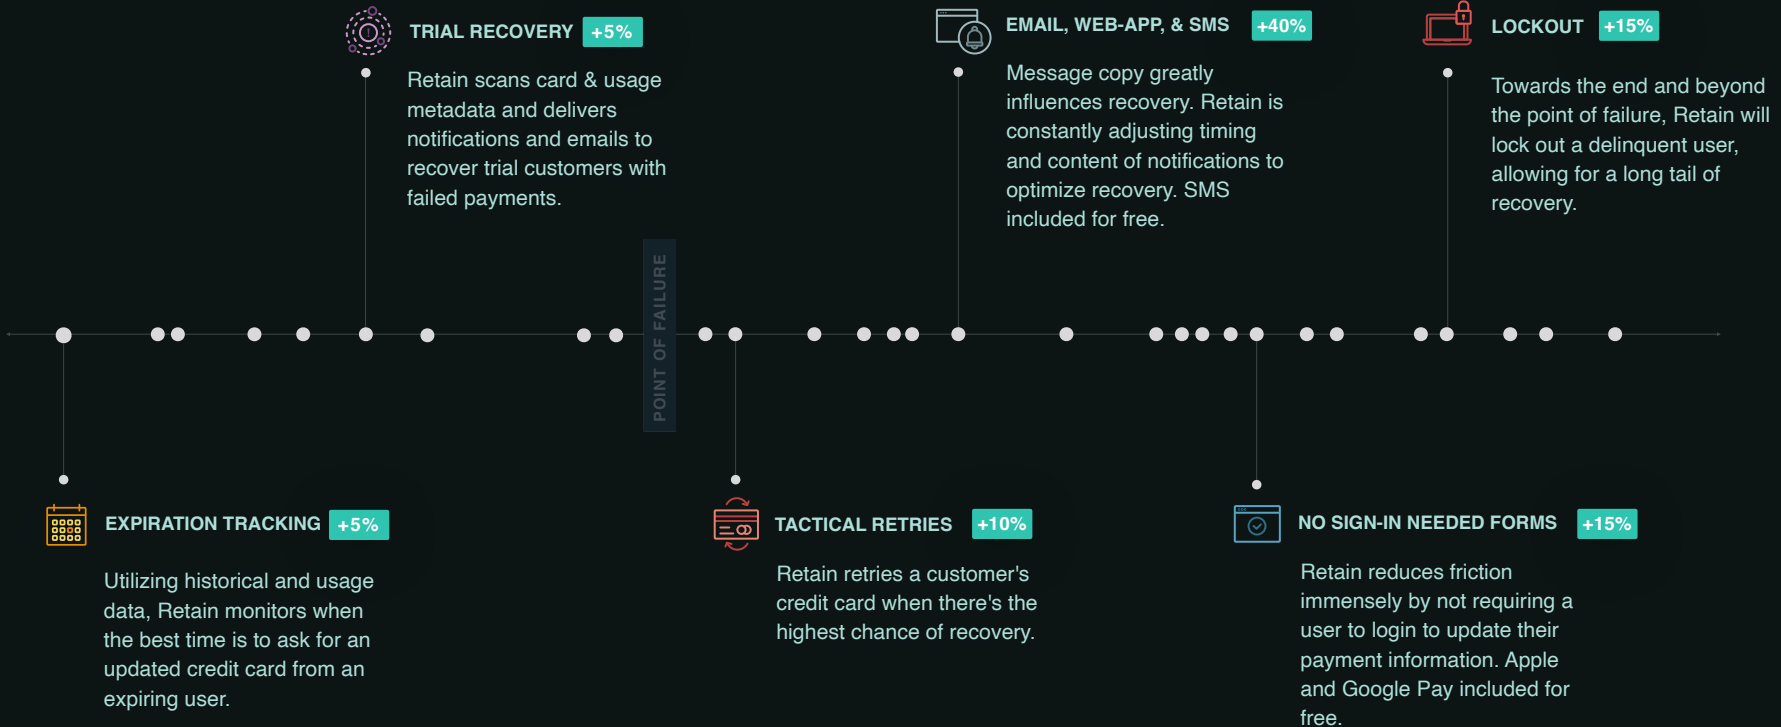 TRIAL RECOVERY +5%
Retain scans card & usage
metadata and delivers
notifications and emails to
recover trial customers with
failed payments.
EMAIL, WEB-APP, & SMS +40%
Message copy greatly
influences recovery. Retain is
constantly adjusting timing
and content of notifications to
optimize recovery. SMS
included for free.
LOCKOUT +15%
Towards the end and beyond
the point of failure, Retain will
lock out a delinquent user,
allowing for a long tail of
recovery.
POINT OF FAILURE
EXPIRATION TRACKING +5%
Utilizing historical and usage
data, Retain monitors when
the best time is to ask for an
updated credit card from an
expiring user.
TACTICAL RETRIES +10%
Retain retries a customer's
credit card when there's the
highest chance of recovery.
NO SIGN-IN NEEDED FORMS +15%
Retain reduces friction
immensely by not requiring a
user to login to update their
payment information. Apple
and Google Pay included for
free.